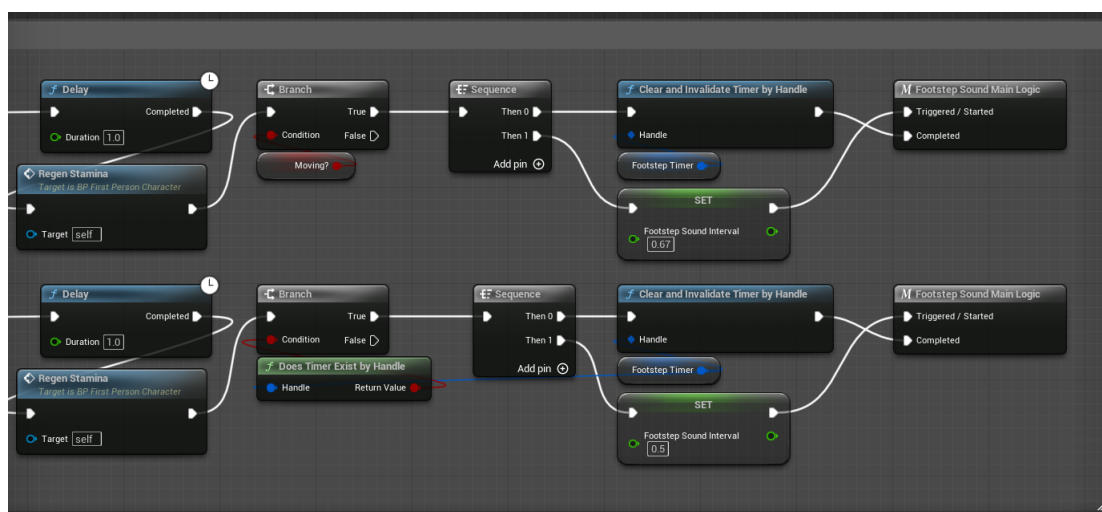 Delay
Completed
Duration 1.0
Regen Stamina
Target is BP First Person Character
Target self
Branch
True
Condition False
Moving?
Sequence
Then 0
Then 1
Add pin
Clear and Invalidate Timer by Handle
Handle
Footstep Timer
SET
Footstep Sound Interval
0.67
Footstep Sound Main Logic
Triggered / Started
Completed
Delay
Completed
Duration 1.0
Regen Stamina
Target is BP First Person Character
Target self
Branch
True
Condition False
Does Timer Exist by Handle
Handle Return Value
Sequence
Then 0
Then 1
Add pin
Clear and Invalidate Timer by Handle
Handle
Footstep Timer
SET
Footstep Sound Interval
0.5
Footstep Sound Main Logic
Triggered / Started
Completed